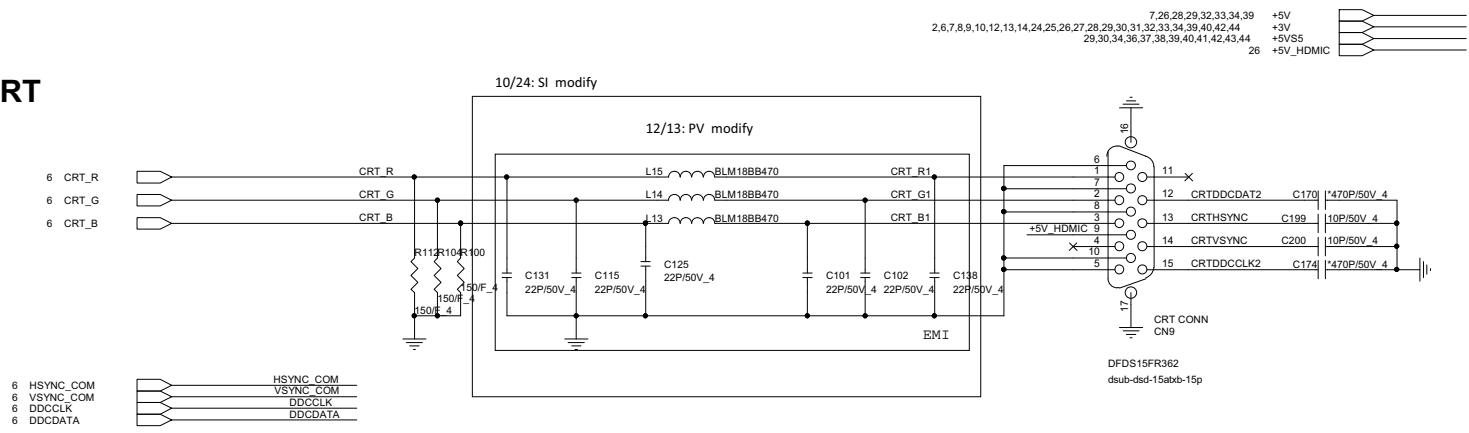 7,26,28,29,32,33,34,39 +5V
2,6,7,8,9,10,12,13,14,24,25,26,27,28,29,30,31,32,33,34,39,40,42,44 +3V
29,30,34,36,37,38,39,40,41,42,43,44 +5VS5
26 +5V_HDMIC
RT
10/24: SI modify
12/13: PV modify
16
6 CRT_R
CRT_R
L15
BLM18BB470
CRT_R1
6
1
11
7
6 CRT_G
CRT_G
L14
BLM18BB470
CRT_G1
2
12
CRTDDCDAT2
C170
*470P/50V_4
8
6 CRT_B
CRT_B
L13
BLM18BB470
CRT_B1
3
13
CRTHSYNC
C199
10P/50V_4
+5V_HDMIC
9
4
14
CRTVSYNC
C200
10P/50V_4
10
5
15
CRTDDCCLK2
C174
*470P/50V_4
R112
R104
R100
150/F_4
150/F_4
150/F_4
C131
22P/50V_4
C115
22P/50V_4
C125
22P/50V_4
C101
22P/50V_4
C102
22P/50V_4
C138
22P/50V_4
EMI
17
CRT CONN
CN9
DFDS15FR362
dsub-dsd-15atxb-15p
6 HSYNC_COM
HSYNC_COM
6 VSYNC_COM
VSYNC_COM
6 DDCCLK
DDCCLK
6 DDCDATA
DDCDATA